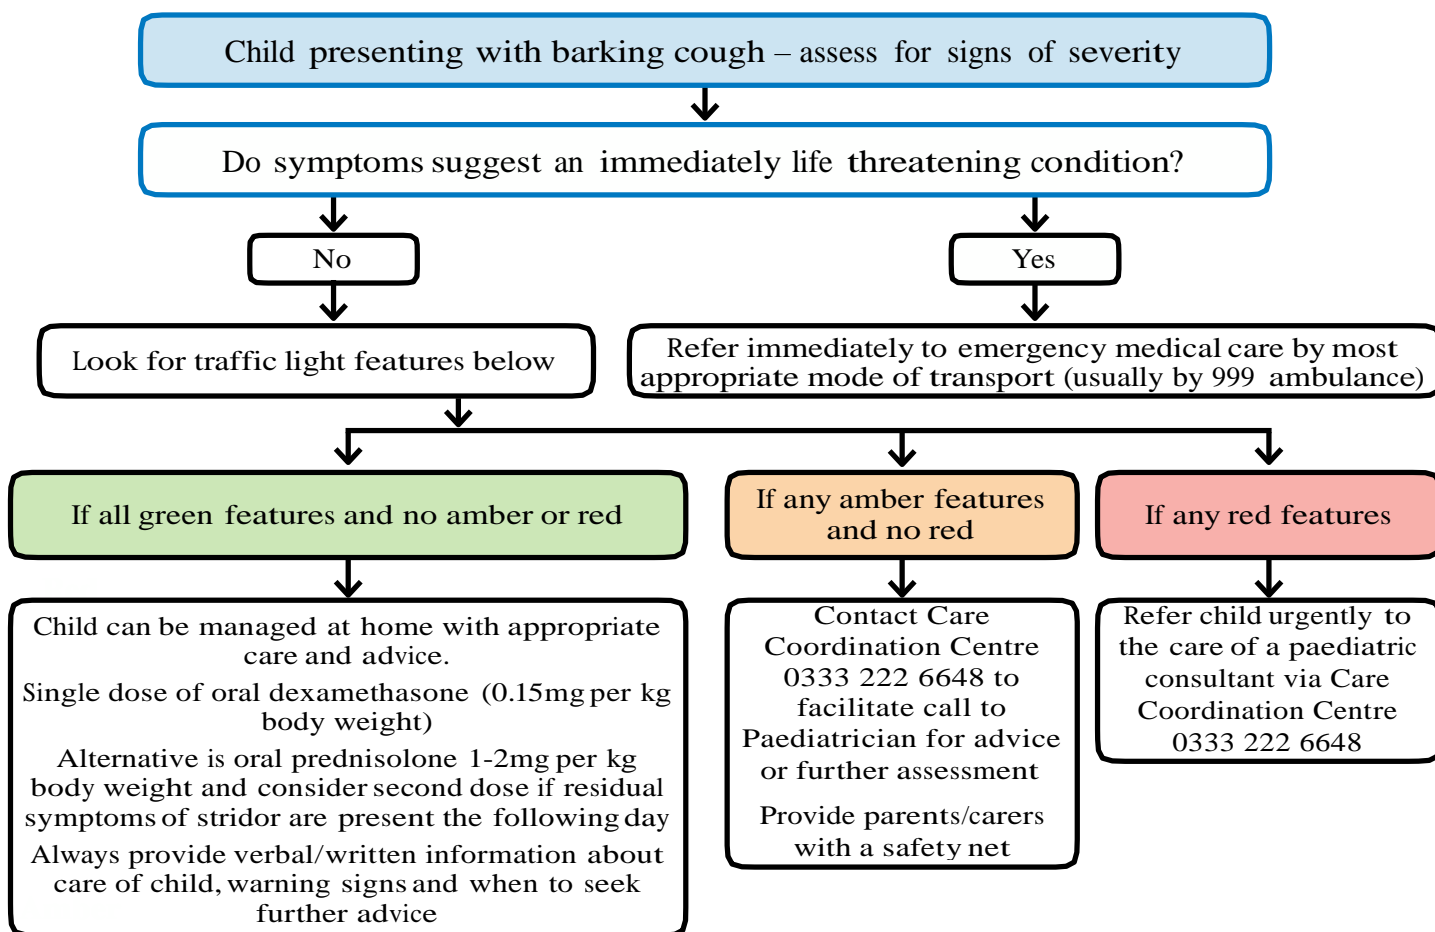 Child presenting with barking cough – assess for signs of severity
Do symptoms suggest an immediately life threatening condition?
No
Yes
Look for traffic light features below
Refer immediately to emergency medical care by most
appropriate mode of transport (usually by 999 ambulance)
If all green features and no amber or red
If any amber features
and no red
If any red features
Child can be managed at home with appropriate
care and advice.
Single dose of oral dexamethasone (0.15mg per kg
body weight)
Alternative is oral prednisolone 1-2mg per kg
body weight and consider second dose if residual
symptoms of stridor are present the following day
Always provide verbal/written information about
care of child, warning signs and when to seek
further advice
Contact Care
Coordination Centre
0333 222 6648 to
facilitate call to
Paediatrician for advice
or further assessment
Provide parents/carers
with a safety net
Refer child urgently to
the care of a paediatric
consultant via Care
Coordination Centre
0333 222 6648